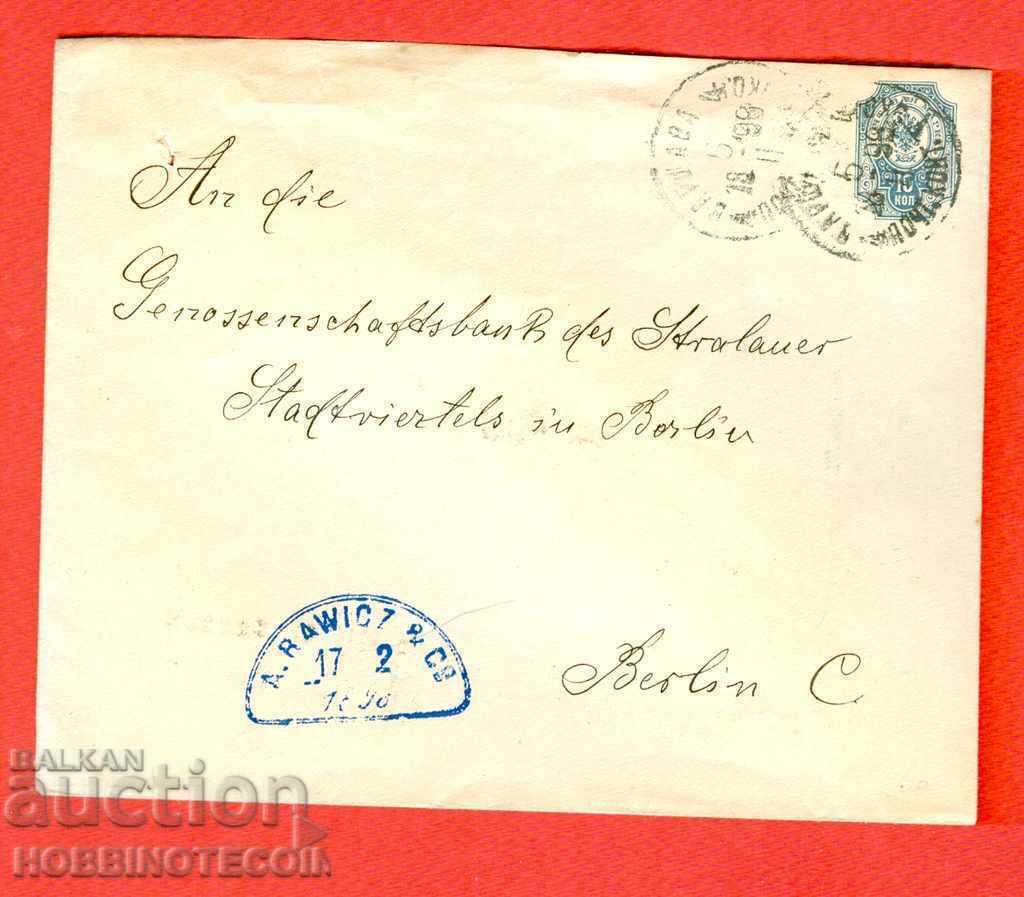 10
КОП
An die
Genossenschaftsbank des Stralauer
Stadtviertels in Berlin
A. RAWICZ & Co
17 2
Berlin C
BALKAN
auction
HOBBINOTECOIN